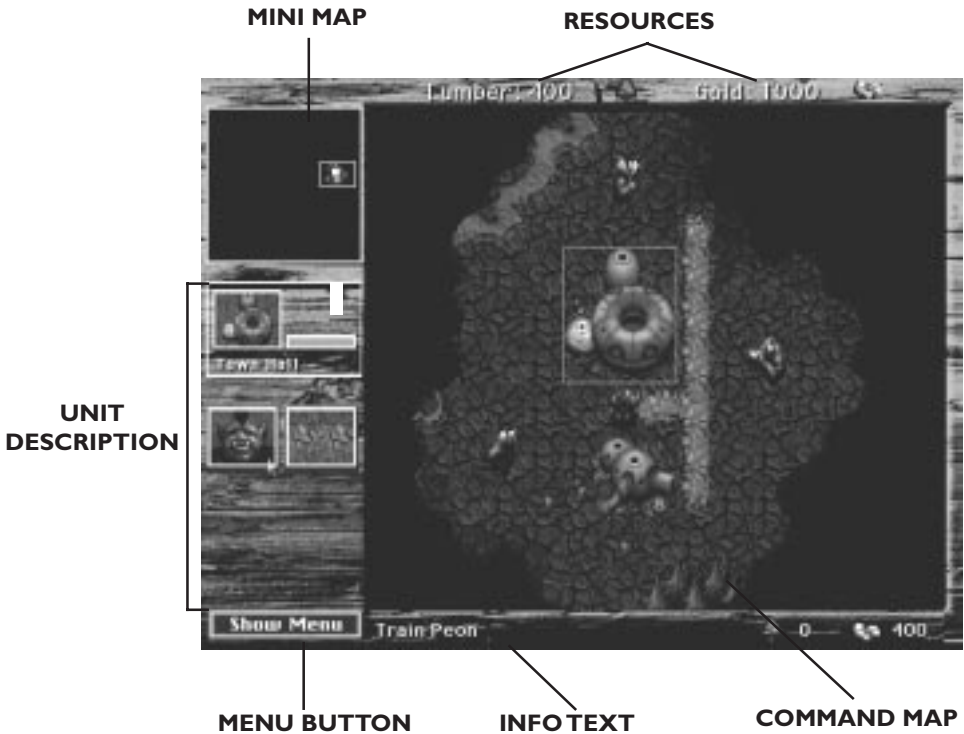 MINI MAP
RESOURCES
Lumber: 400
Gold: 1000
Town Hall
UNIT
DESCRIPTION
Show Menu
Train Peon
0
400
MENU BUTTON
INFO TEXT
COMMAND MAP